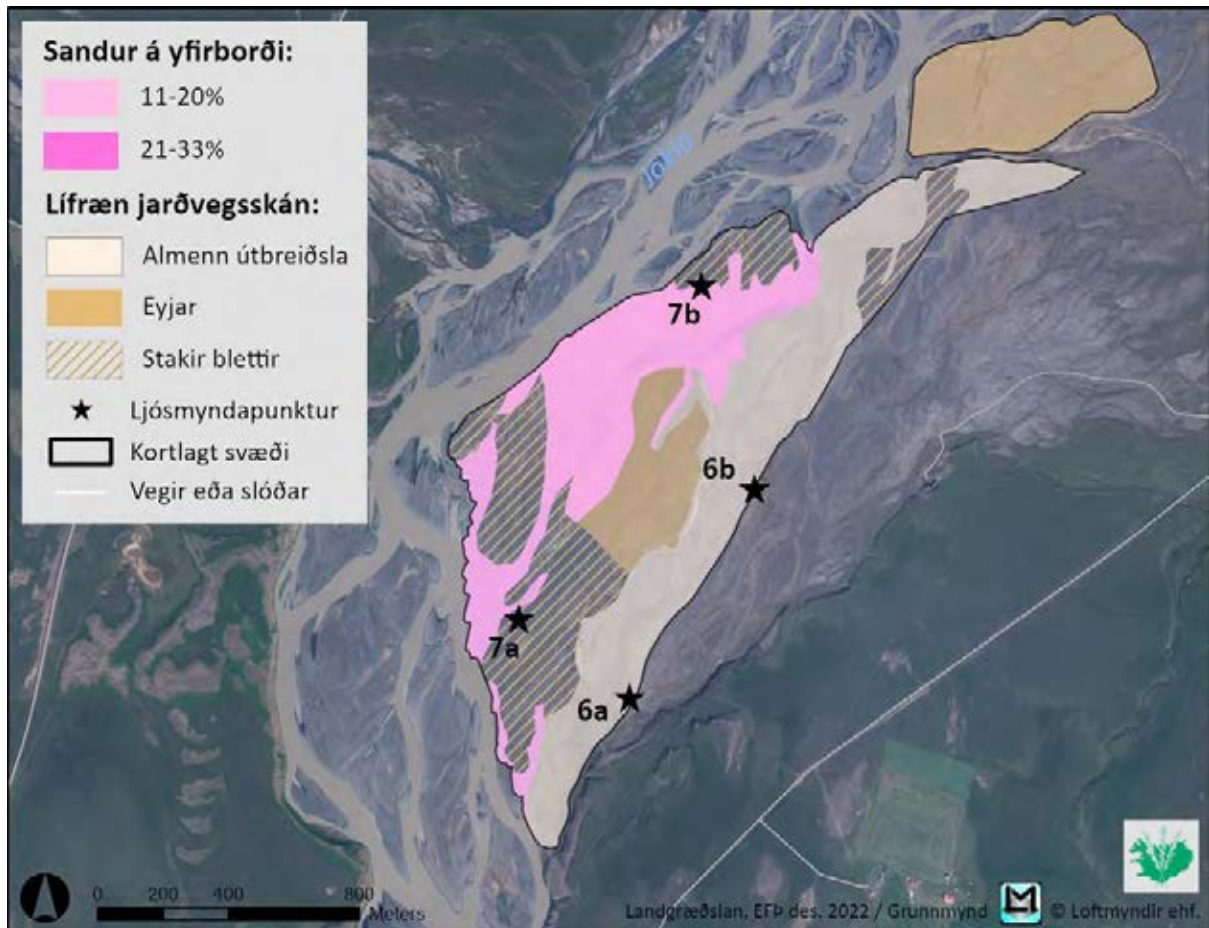 Sandur á yfirborði:
11-20%
21-33%
Lífræn jarðvegsskán:
Almenn útbreiðsla
Eyjar
Stakir blettir
Ljósmyndapunktur
Kortlagt svæði
Vegir eða slóðar
7b
6b
7a
6a
0 200 400 800
Meters
Landgræðslan, EFÞ des. 2022 / Grunnmynd © Loftmyndir ehf.